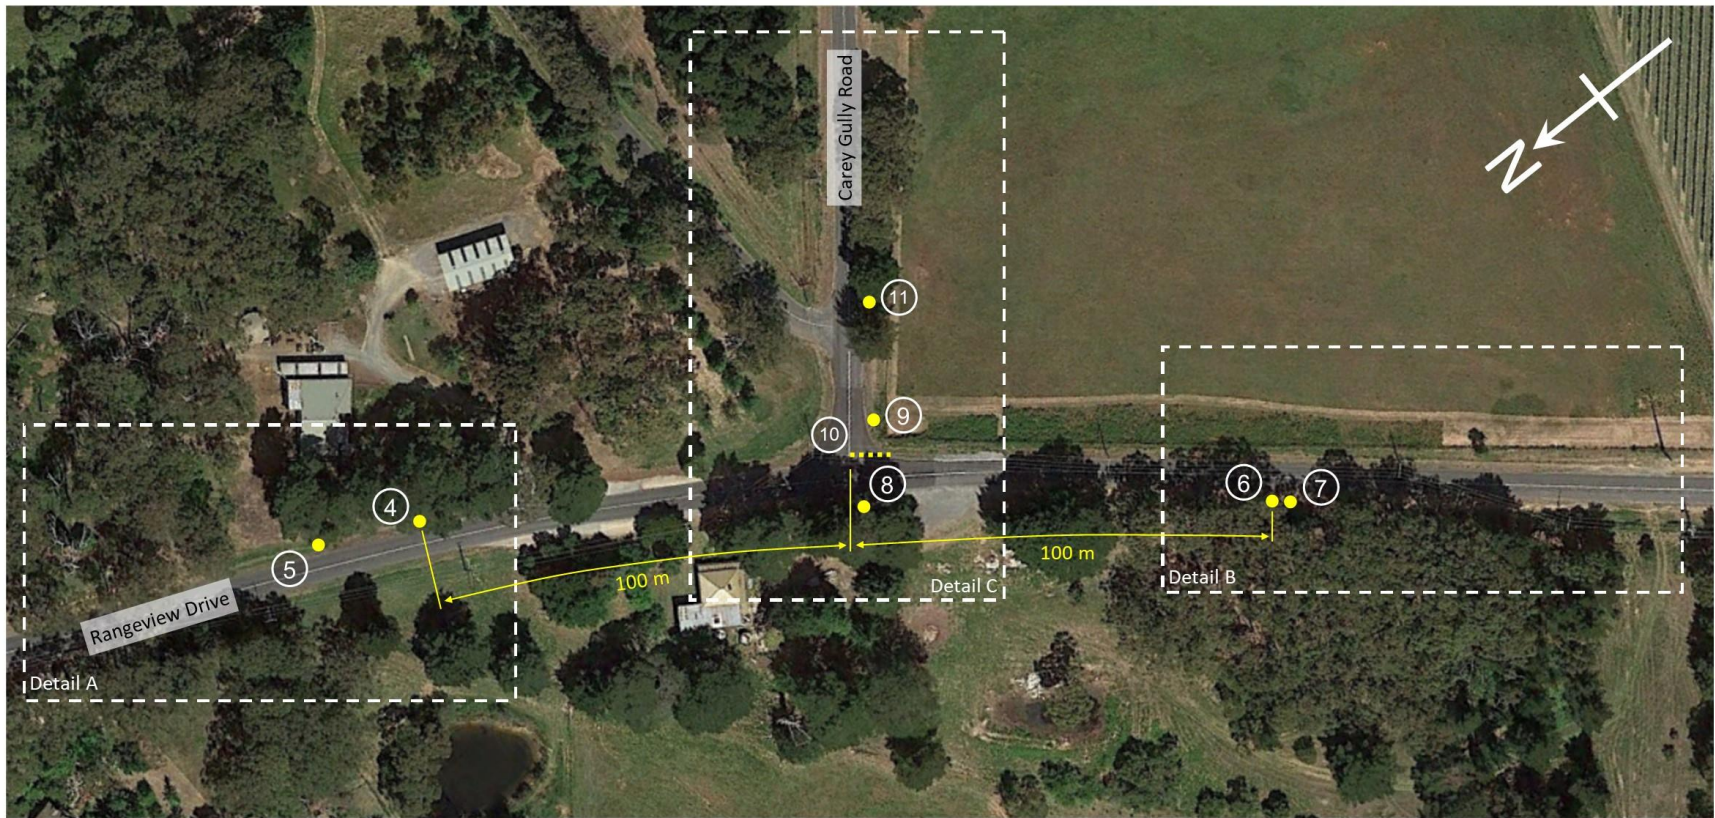 Carey Gully Road
N
11
9
10
8
4
6
7
5
100 m
100 m
Rangeview Drive
Detail A
Detail C
Detail B